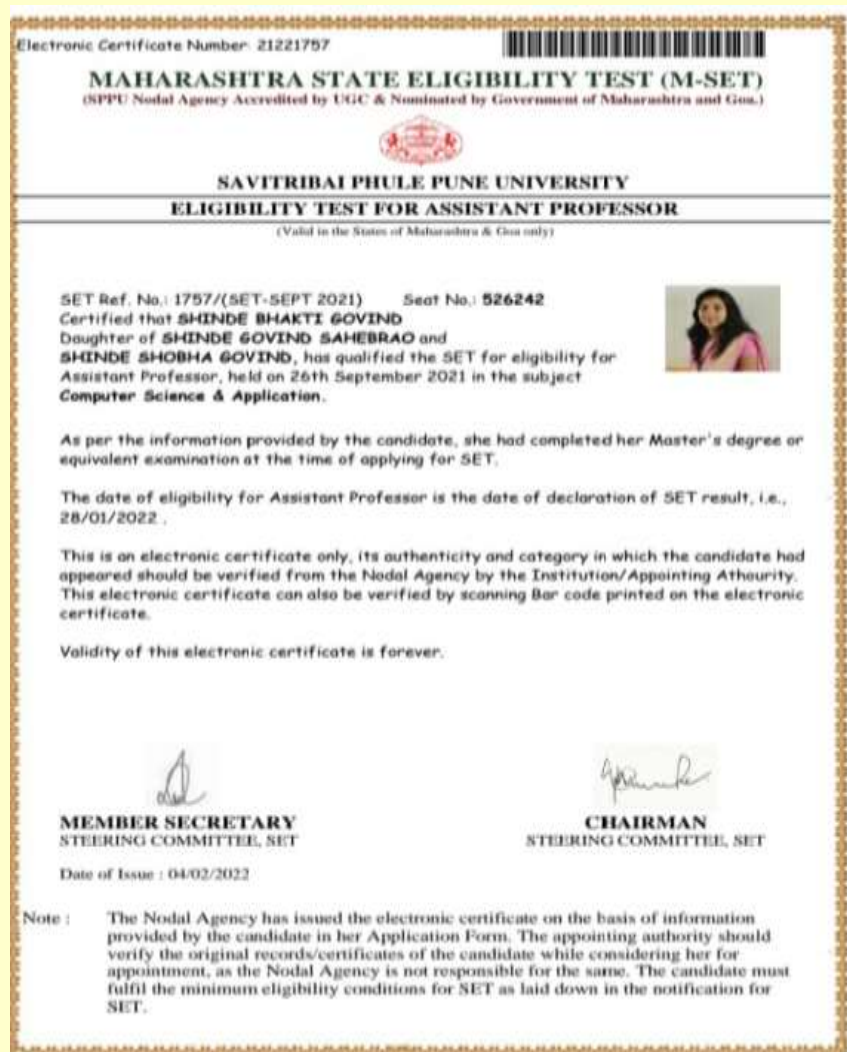 Electronic Certificate Number: 21221757
MAHARASHTRA STATE ELIGIBILITY TEST (M-SET)
(SPPU Nodal Agency Accredited by UGC & Nominated by Government of Maharashtra and Goa.)
SAVITRIBAI PHULE PUNE UNIVERSITY
ELIGIBILITY TEST FOR ASSISTANT PROFESSOR
(Valid in the States of Maharashtra & Goa only)
SET Ref. No.: 1757/(SET-SEPT 2021) Seat No.: 526242
Certified that SHINDE BHAKTI GOVIND
Daughter of SHINDE GOVIND SAHEBRAO and
SHINDE SHOBHA GOVIND, has qualified the SET for eligibility for
Assistant Professor, held on 26th September 2021 in the subject
Computer Science & Application.
As per the information provided by the candidate, she had completed her Master's degree or
equivalent examination at the time of applying for SET.
The date of eligibility for Assistant Professor is the date of declaration of SET result, i.e.,
28/01/2022 .
This is an electronic certificate only, its authenticity and category in which the candidate had
appeared should be verified from the Nodal Agency by the Institution/Appointing Athourity.
This electronic certificate can also be verified by scanning Bar code printed on the electronic
certificate.
Validity of this electronic certificate is forever.
MEMBER SECRETARY
STEERING COMMITTEE, SET
CHAIRMAN
STEERING COMMITTEE, SET
Date of Issue : 04/02/2022
Note : The Nodal Agency has issued the electronic certificate on the basis of information
provided by the candidate in her Application Form. The appointing authority should
verify the original records/certificates of the candidate while considering her for
appointment, as the Nodal Agency is not responsible for the same. The candidate must
fulfil the minimum eligibility conditions for SET as laid down in the notification for
SET.